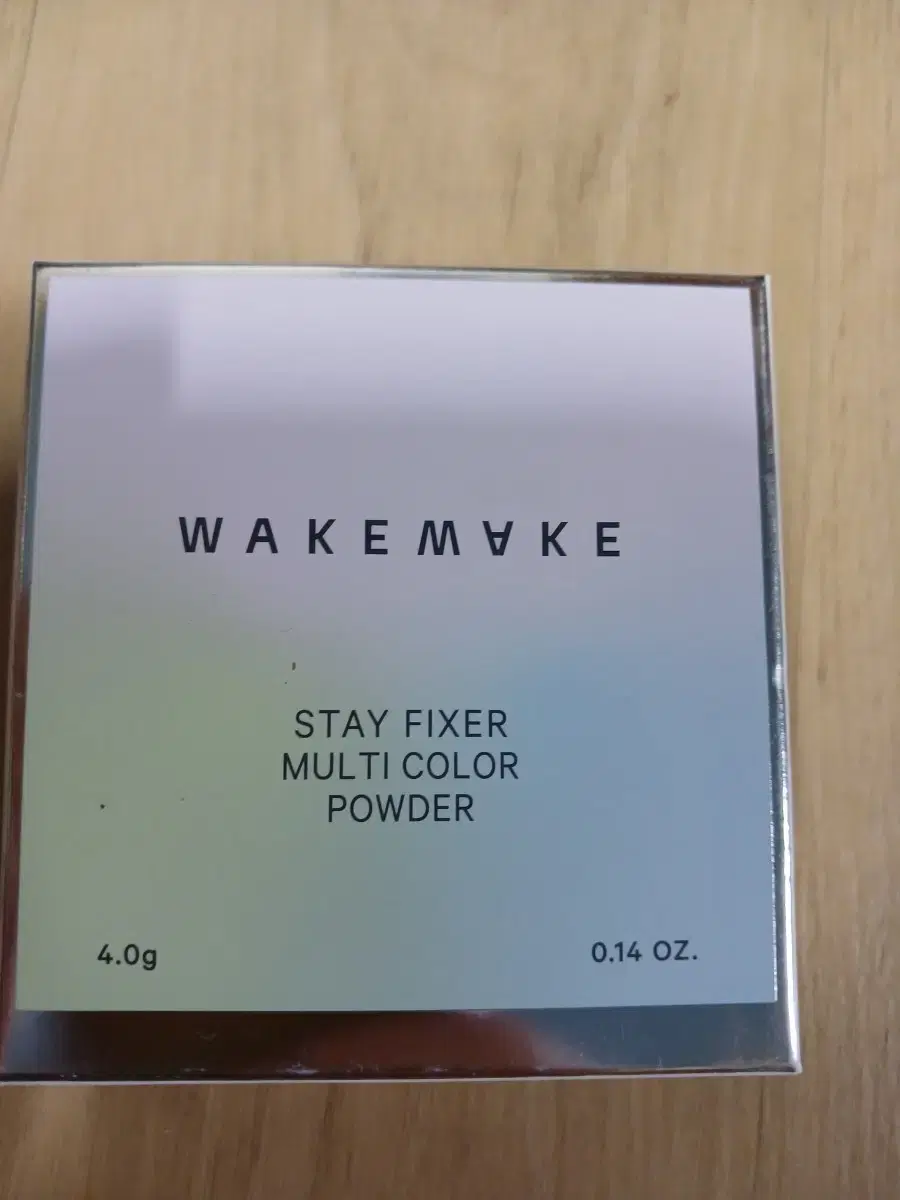 WAKEMAKE
STAY FIXER
MULTI COLOR
POWDER
4.0g 0.14 OZ.